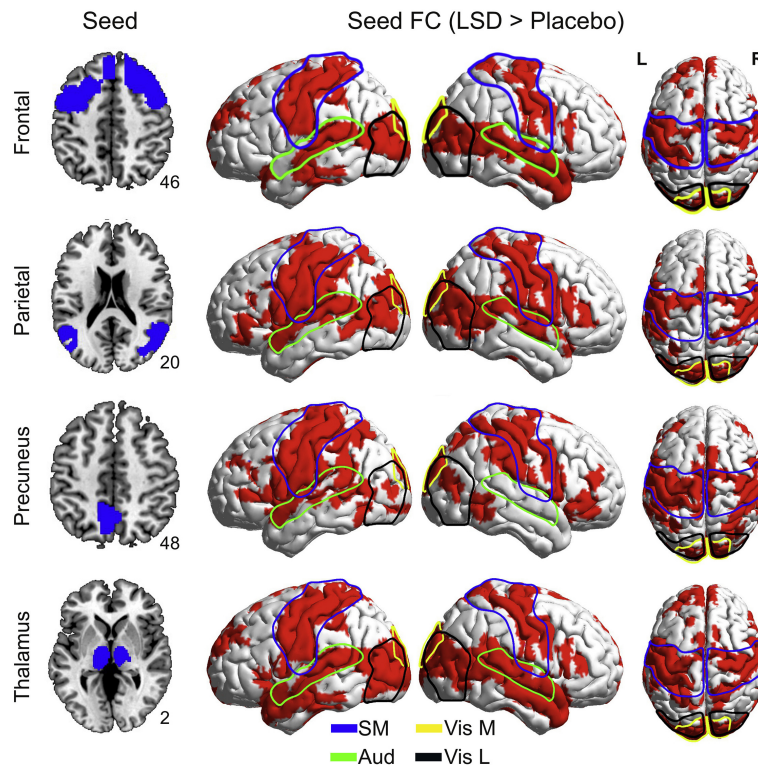 Seed
Seed FC (LSD > Placebo)
L
R
Frontal
46
Parietal
20
Precuneus
48
Thalamus
2
SM
Vis M
Aud
Vis L